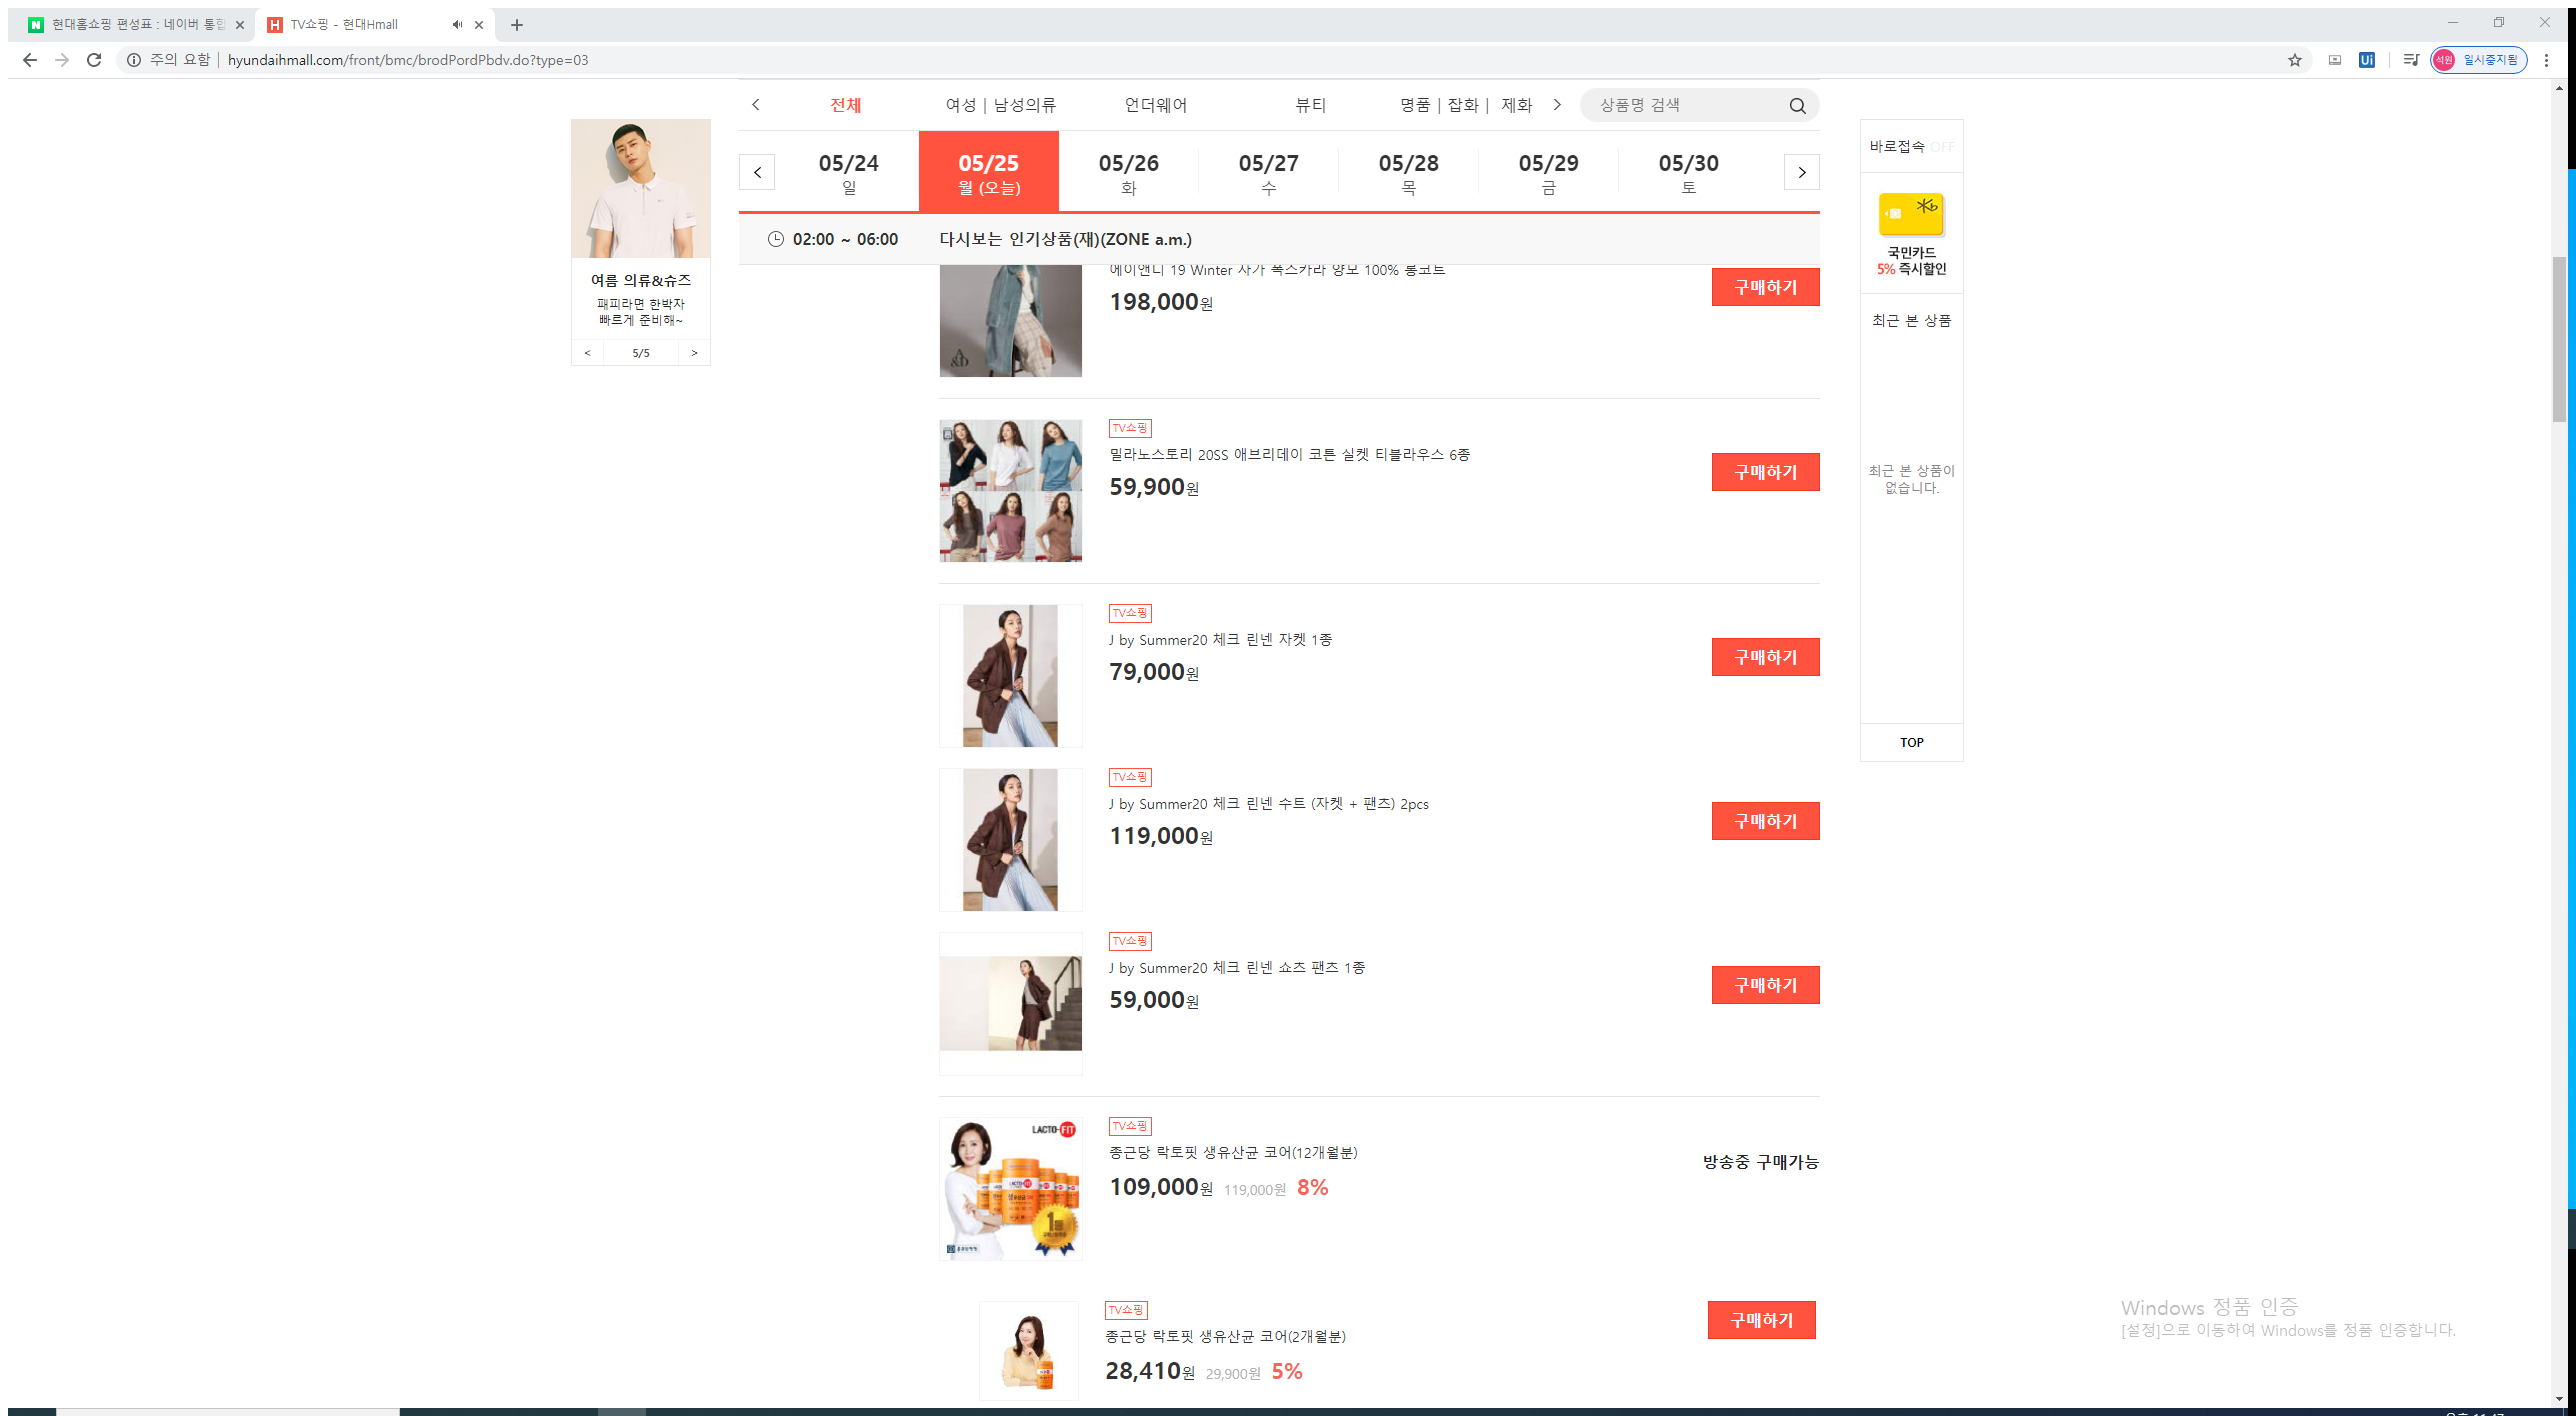 현대홈쇼핑 편성표 : 네이버 통합
TV쇼핑 - 현대Hmall
주의 요함
hyundaihmall.com/front/bmc/brodPordPbdv.do?type=03
Ui
석원 일시중지됨
전체
여성 | 남성의류
언더웨어
뷰티
명품 | 잡화 | 제화
상품명 검색
05/24
일
05/25
월 (오늘)
05/26
화
05/27
수
05/28
목
05/29
금
05/30
토
02:00 ~ 06:00
다시보는 인기상품(재)(ZONE a.m.)
여름 의류&슈즈
패피라면 한박자
빠르게 준비해~
< 5/5 >
바로접속 OFF
국민카드
5% 즉시할인
최근 본 상품
최근 본 상품이
없습니다.
TOP
에이앤디 19 Winter 사가 폭스카라 양모 100% 롱코트
198,000원
구매하기
A&D
TV쇼핑
밀라노스토리 20SS 애브리데이 코튼 실켓 티블라우스 6종
59,900원
구매하기
TV쇼핑
J by Summer20 체크 린넨 자켓 1종
79,000원
구매하기
TV쇼핑
J by Summer20 체크 린넨 수트 (자켓 + 팬츠) 2pcs
119,000원
구매하기
TV쇼핑
J by Summer20 체크 린넨 쇼츠 팬츠 1종
59,000원
구매하기
LACTO-FIT
TV쇼핑
종근당 락토핏 생유산균 코어(12개월분)
109,000원 119,000원 8%
방송중 구매가능
TV쇼핑
종근당 락토핏 생유산균 코어(2개월분)
28,410원 29,900원 5%
구매하기
Windows 정품 인증
[설정]으로 이동하여 Windows를 정품 인증합니다.